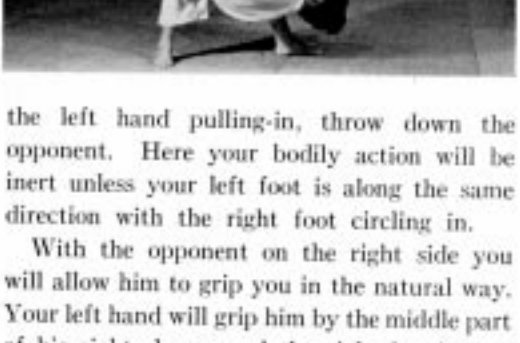 the left hand pulling-in, throw down the
opponent. Here your bodily action will be
inert unless your left foot is along the same
direction with the right foot circling in.
With the opponent on the right side you
will allow him to grip you in the natural way.
Your left hand will grip him by the middle part